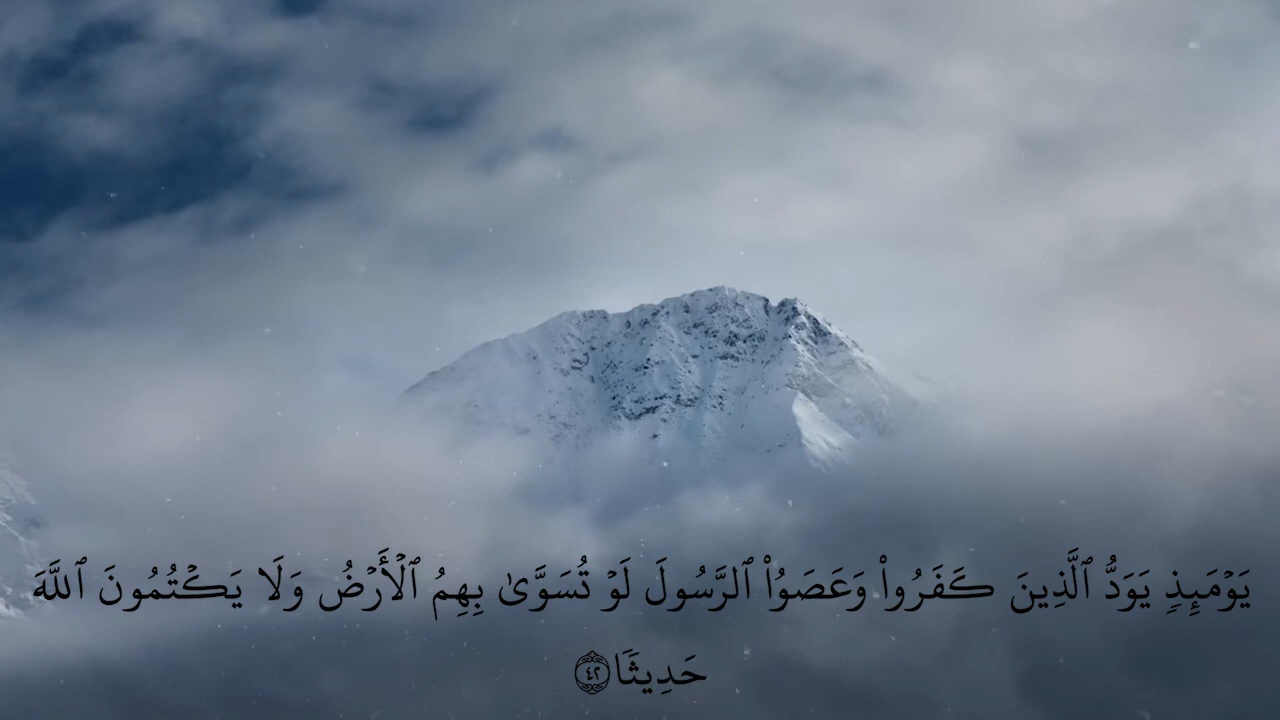 يَوۡمَئِذٖ يَوَدُّ ٱلَّذِينَ كَفَرُواْ وَعَصَوُاْ ٱلرَّسُولَ لَوۡ تُسَوَّىٰ بِهِمُ ٱلۡأَرۡضُ وَلَا يَكۡتُمُونَ ٱللَّهَ
حَدِيثٗا ٤٢